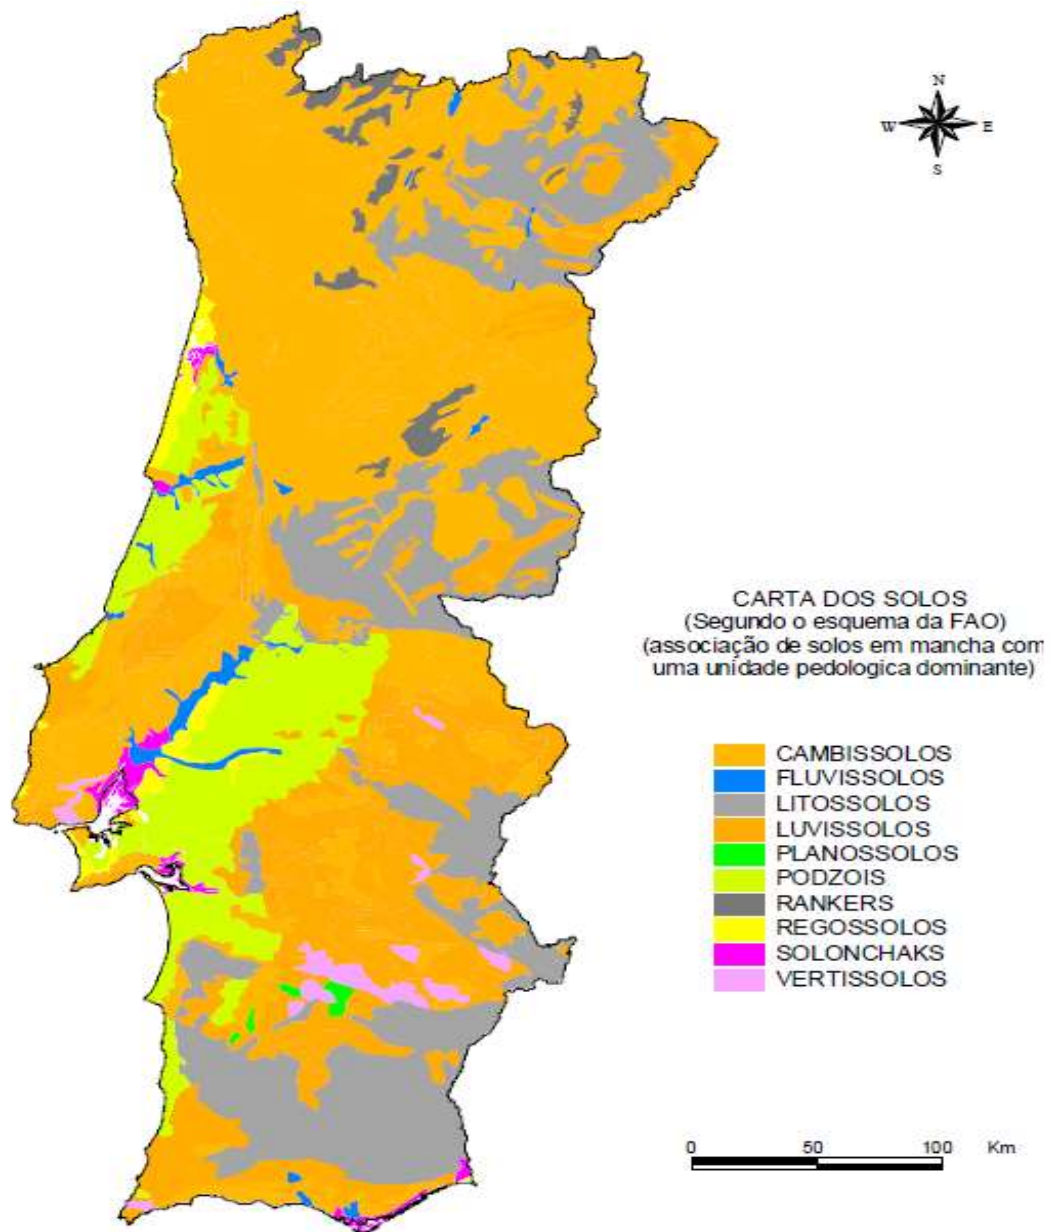 N
W E
S
CARTA DOS SOLOS
(Segundo o esquema da FAO)
(associação de solos em mancha com
uma unidade pedologica dominante)
CAMBISSOLOS
FLUVISSOLOS
LITOSSOLOS
LUVISSOLOS
PLANOSSOLOS
PODZOIS
RANKERS
REGOSSOLOS
SOLONCHAKS
VERTISSOLOS
0 50 100 Km